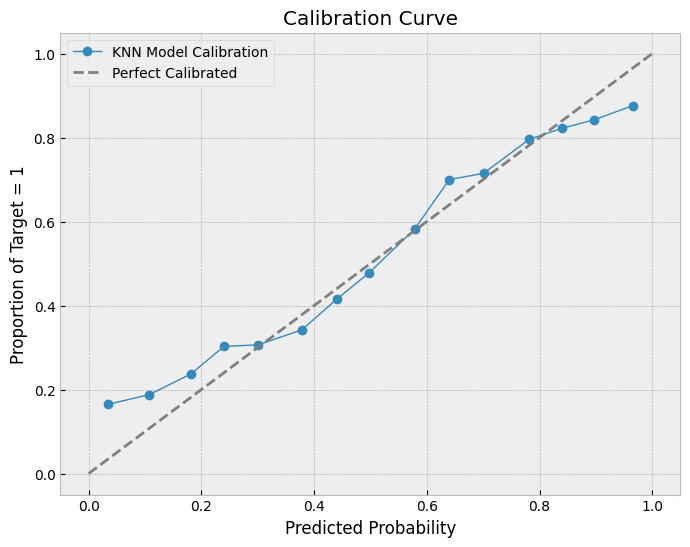 Calibration Curve
KNN Model Calibration
Perfect Calibrated
Proportion of Target = 1
1.0
0.8
0.6
0.4
0.2
0.0
0.0 0.2 0.4 0.6 0.8 1.0
Predicted Probability